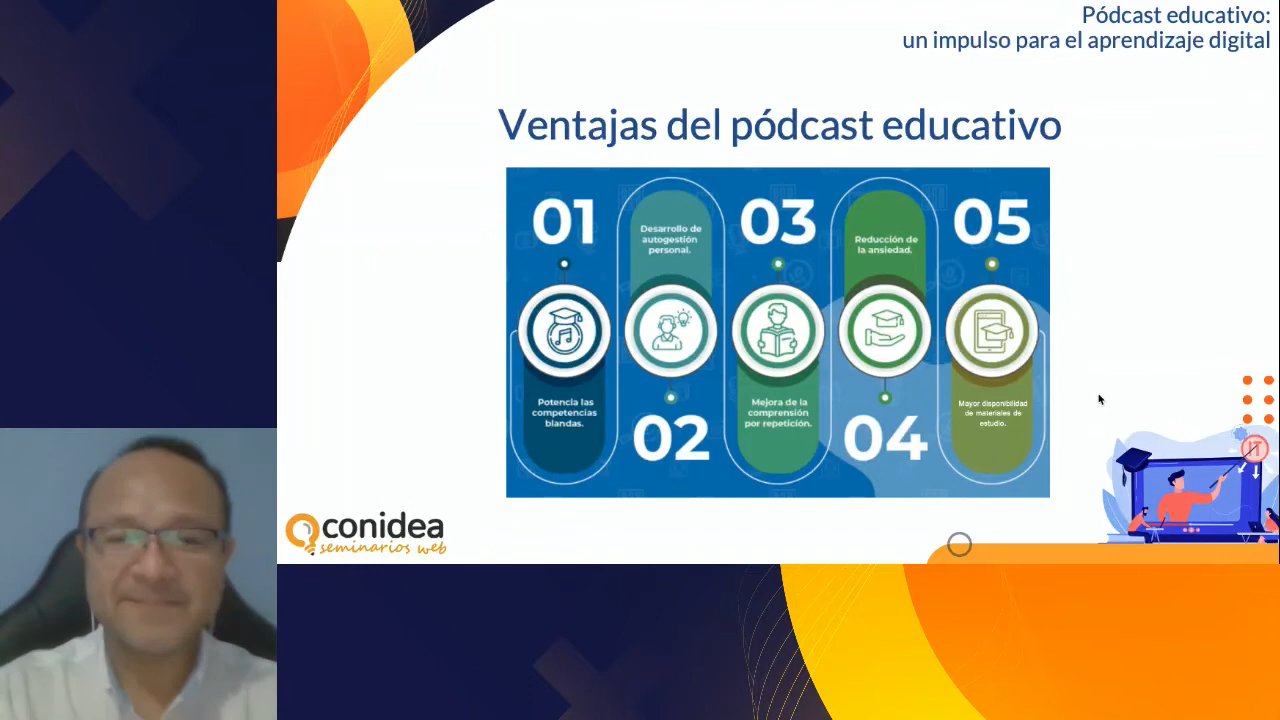 Pódcast educativo:
un impulso para el aprendizaje digital
Ventajas del pódcast educativo
01
Potencia las
competencias
blandas.
Desarrollo de
autogestión
personal.
02
03
Mejora de la
comprensión
por repetición.
Reducción de
la ansiedad.
04
05
Mayor disponibilidad
de materiales de
estudio.
conidea
seminarios web
IT